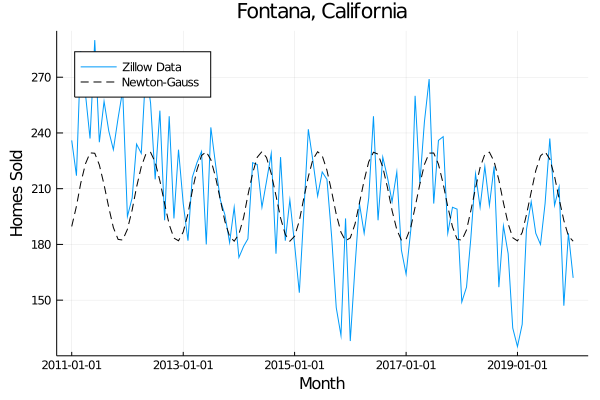 Fontana, California
Zillow Data
Newton-Gauss
270
240
210
180
150
Homes Sold
2011-01-01 2013-01-01 2015-01-01 2017-01-01 2019-01-01
Month